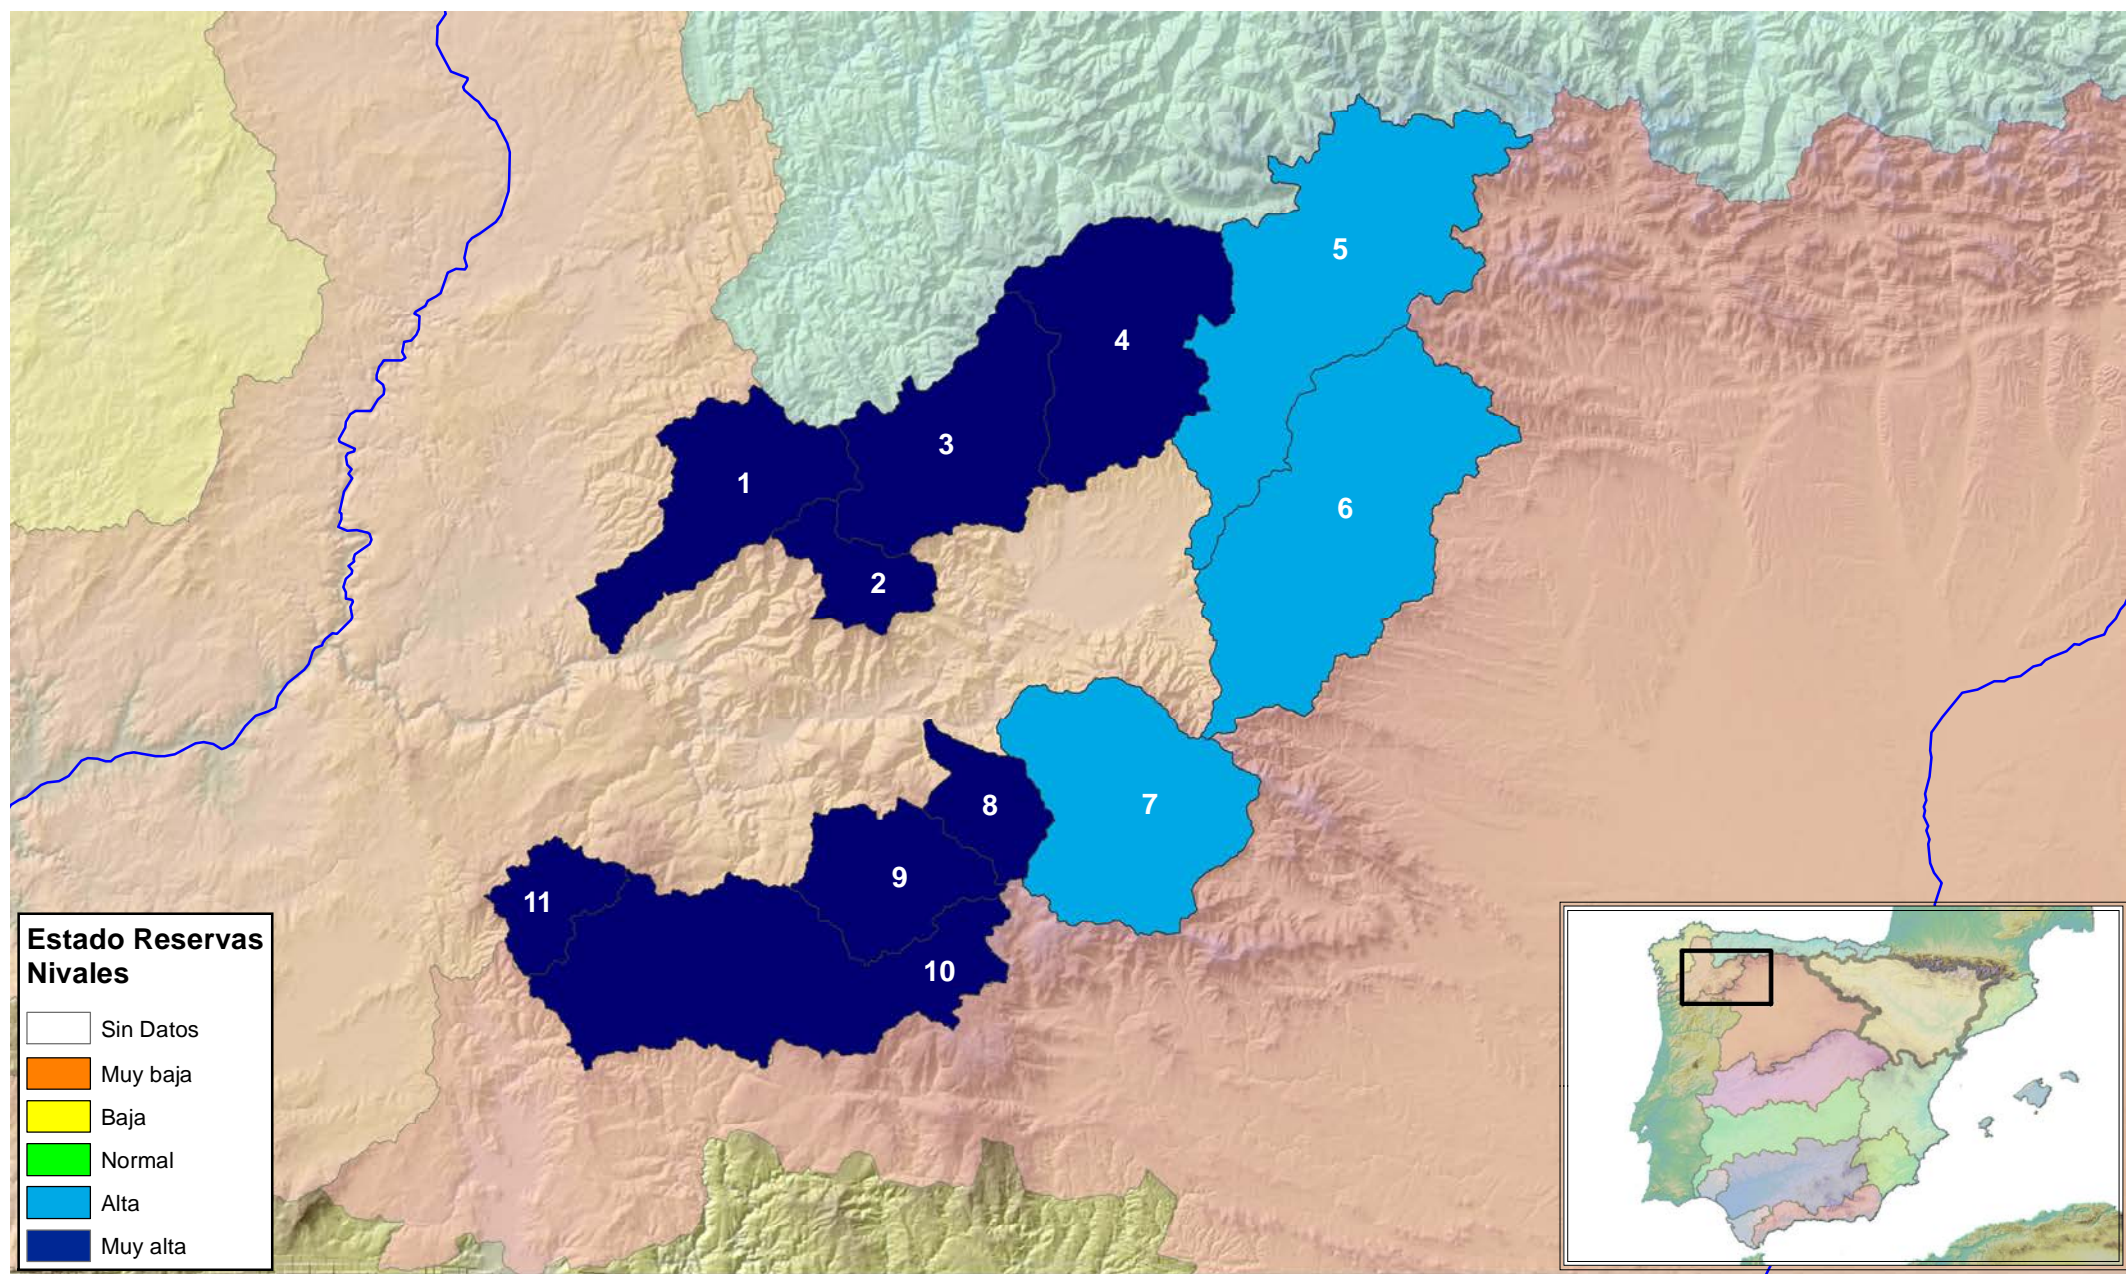 5
4
3
1
6
2
7
8
9
11
10
Estado Reservas
Nivales
Sin Datos
Muy baja
Baja
Normal
Alta
Muy alta